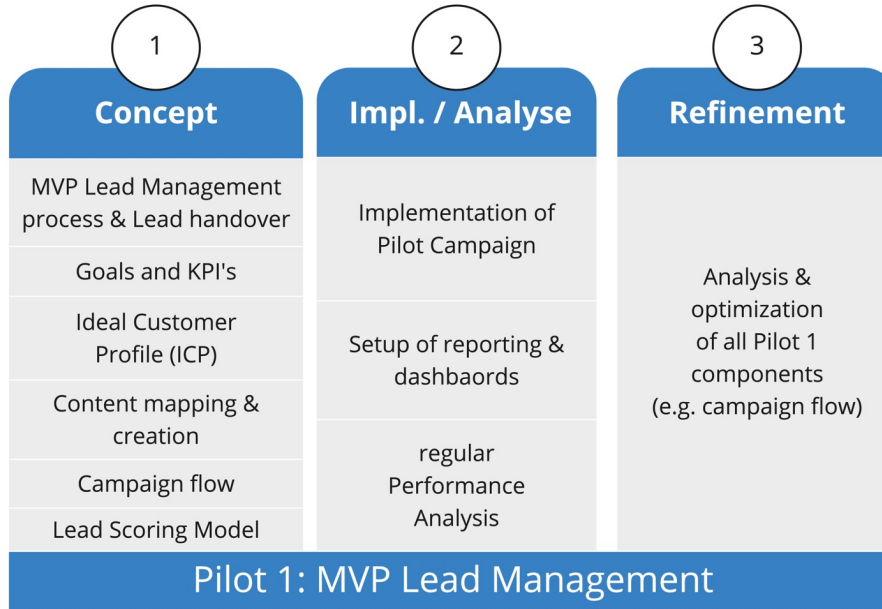 1
Concept
MVP Lead Management
process & Lead handover
Goals and KPI's
Ideal Customer
Profile (ICP)
Content mapping &
creation
Campaign flow
Lead Scoring Model
2
Impl. / Analyse
Implementation of
Pilot Campaign
Setup of reporting &
dashbaords
regular
Performance
Analysis
3
Refinement
Analysis &
optimization
of all Pilot 1
components
(e.g. campaign flow)
Pilot 1: MVP Lead Management